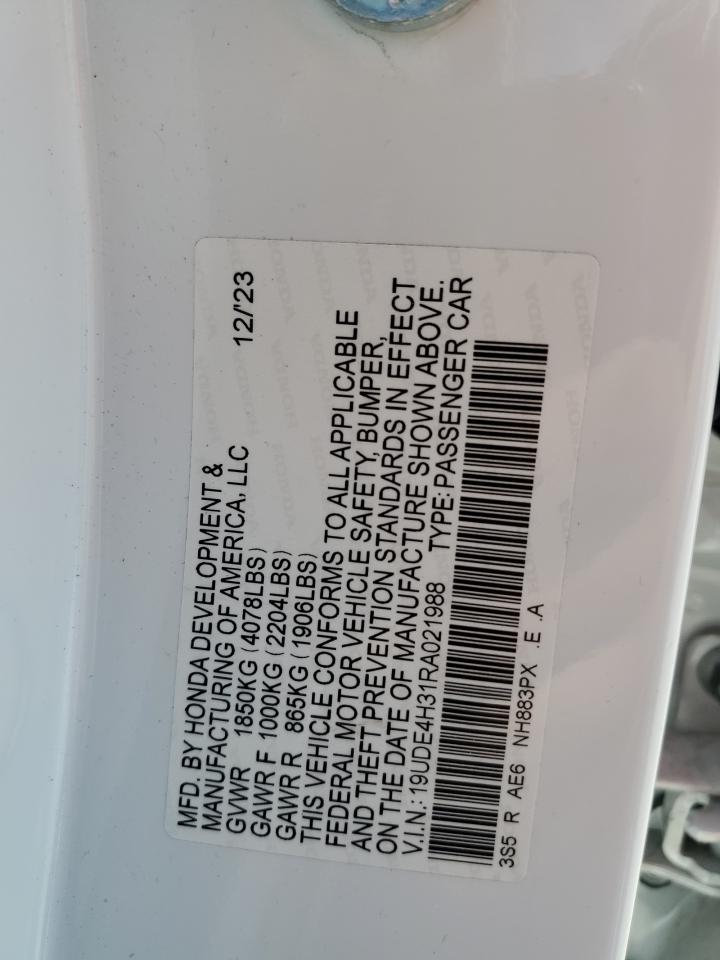 MFD. BY HONDA DEVELOPMENT &
MANUFACTURING OF AMERICA, LLC 12/'23
GVWR 1850KG (4078LBS)
GAWR F 1000KG (2204LBS)
GAWR R 865KG (1906LBS)
THIS VEHICLE CONFORMS TO ALL APPLICABLE
FEDERAL MOTOR VEHICLE SAFETY, BUMPER,
AND THEFT PREVENTION STANDARDS IN EFFECT
ON THE DATE OF MANUFACTURE SHOWN ABOVE.
V.I.N.: 19UDE4H31RA021988 TYPE: PASSENGER CAR
3S5 R AE6 NH883PX .E .A